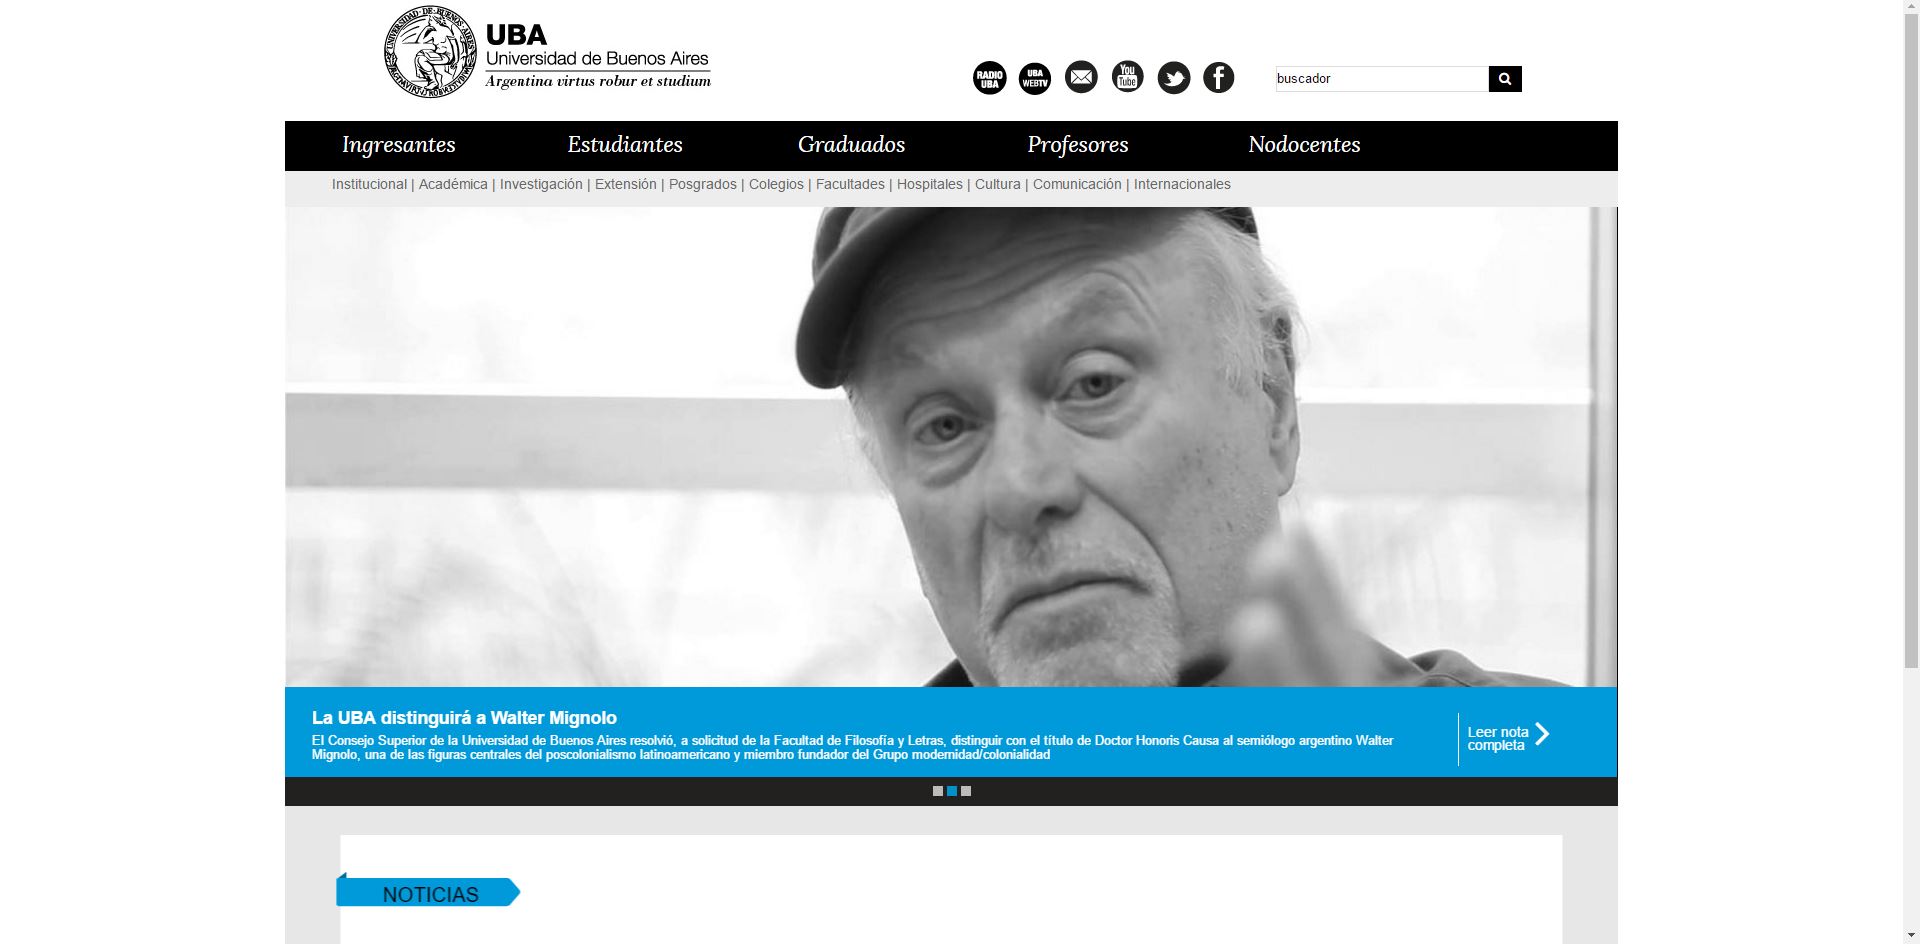 UBA
Universidad de Buenos Aires
Argentina virtus robur et studium
RADIO
UBA
UBA
WEBTV
You
Tube
buscador
Ingresantes Estudiantes Graduados Profesores Nodocentes
Institucional | Académica | Investigación | Extensión | Posgrados | Colegios | Facultades | Hospitales | Cultura | Comunicación | Internacionales
La UBA distinguirá a Walter Mignolo
El Consejo Superior de la Universidad de Buenos Aires resolvió, a solicitud de la Facultad de Filosofía y Letras, distinguir con el título de Doctor Honoris Causa al semiólogo argentino Walter
Mignolo, una de las figuras centrales del poscolonialismo latinoamericano y miembro fundador del Grupo modernidad/colonialidad
Leer nota
completa
NOTICIAS